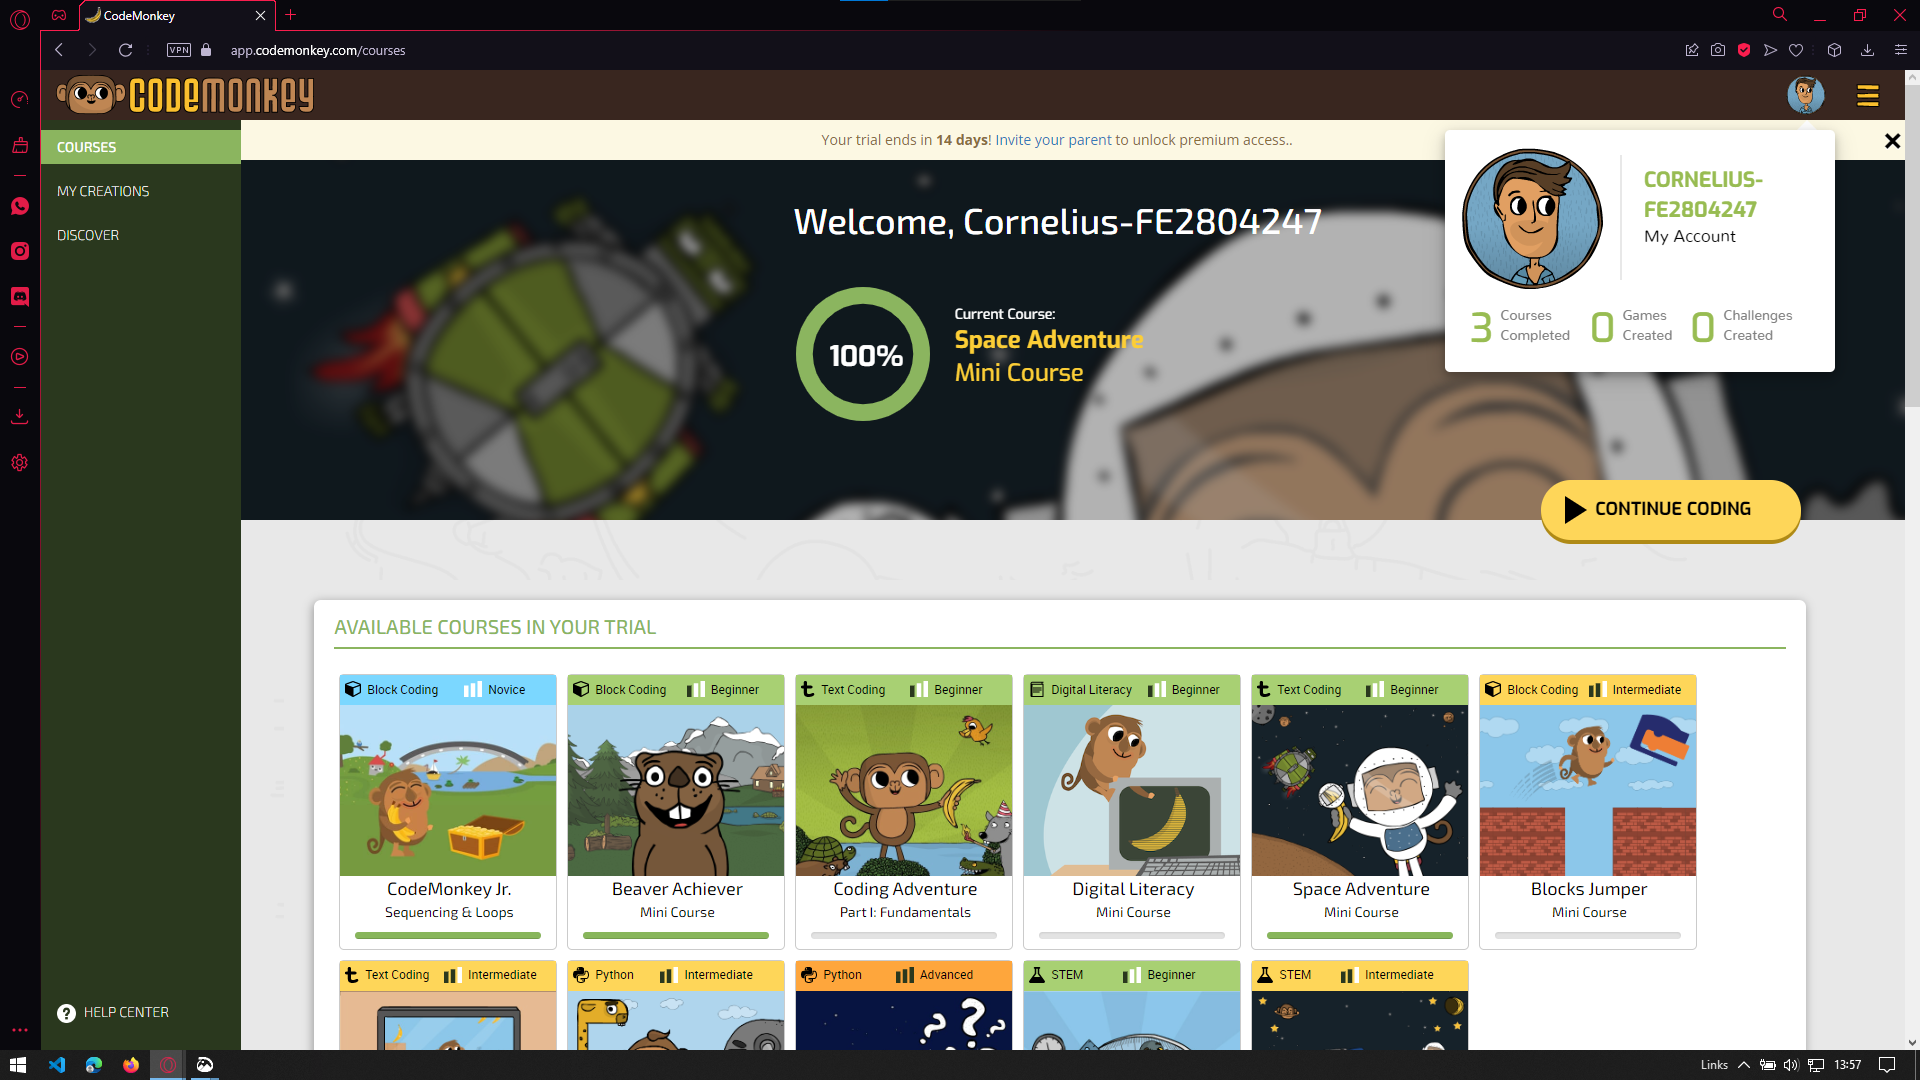 CodeMonkey
VPN
app.codemonkey.com/courses
CODEMONKEY
COURSES
MY CREATIONS
DISCOVER
HELP CENTER
Your trial ends in 14 days! Invite your parent to unlock premium access..
Welcome, Cornelius-FE2804247
100%
Current Course:
Space Adventure
Mini Course
CORNELIUS-
FE2804247
My Account
3 Courses Completed
0 Games Created
0 Challenges Created
CONTINUE CODING
AVAILABLE COURSES IN YOUR TRIAL
Block Coding Novice
CodeMonkey Jr.
Sequencing & Loops
Block Coding Beginner
Beaver Achiever
Mini Course
Text Coding Beginner
Coding Adventure
Part I: Fundamentals
Digital Literacy Beginner
Digital Literacy
Mini Course
Text Coding Beginner
Space Adventure
Mini Course
Block Coding Intermediate
Blocks Jumper
Mini Course
Text Coding Intermediate
Python Intermediate
Python Advanced
? ? ?
STEM Beginner
STEM Intermediate
Links
13:57